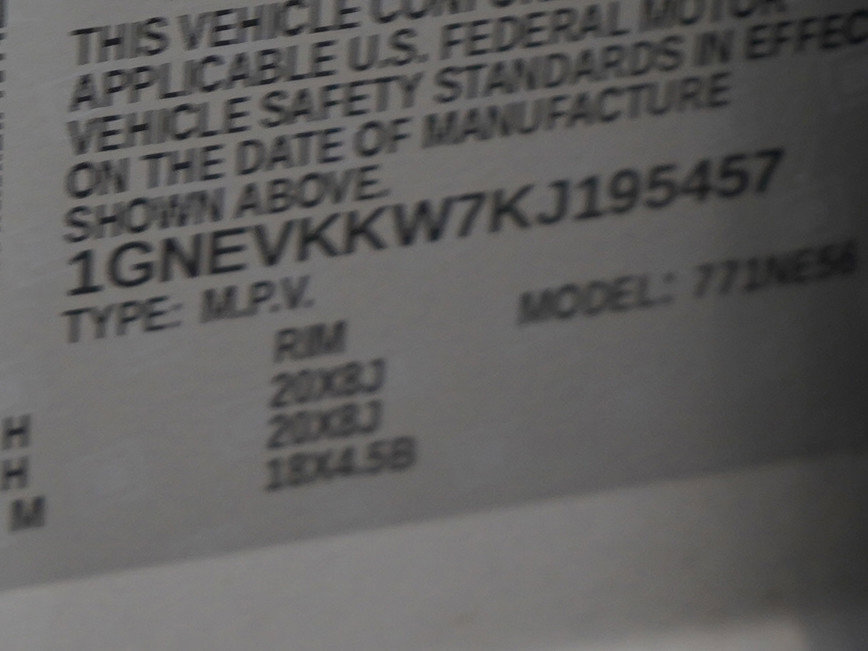 THIS VEHICLE
APPLICABLE U.S. FEDERAL MOTOR
VEHICLE SAFETY STANDARDS IN EFFEC
ON THE DATE OF MANUFACTURE
SHOWN ABOVE.
1GNEVKKW7KJ195457
TYPE: M.P.V. MODEL: 771NE56
RIM
20X8J
H 20X8J
H 18X4.5B
M